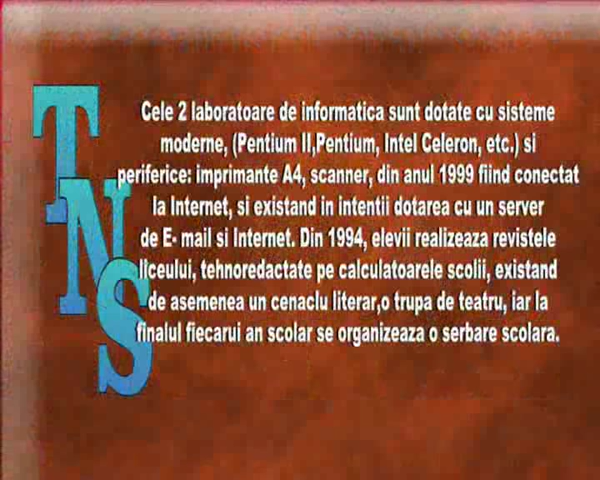 TNS
Cele 2 laboratoare de informatica sunt dotate cu sisteme
moderne, (Pentium II,Pentium, Intel Celeron, etc.) si
periferice: imprimante A4, scanner, din anul 1999 fiind conectat
la Internet, si existand in intentii dotarea cu un server
de E- mail si Internet. Din 1994, elevii realizeaza revistele
liceului, tehnoredactate pe calculatoarele scolii, existand
de asemenea un cenaclu literar,o trupa de teatru, iar la
finalul fiecarui an scolar se organizeaza o serbare scolara.